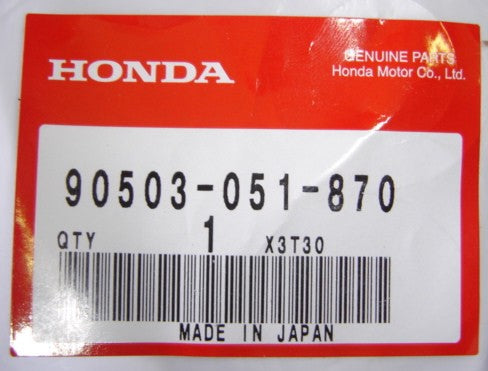 HONDA
GENUINE PARTS
Honda Motor Co., Ltd.
90503-051-870
QTY 1 X3T30
MADE IN JAPAN